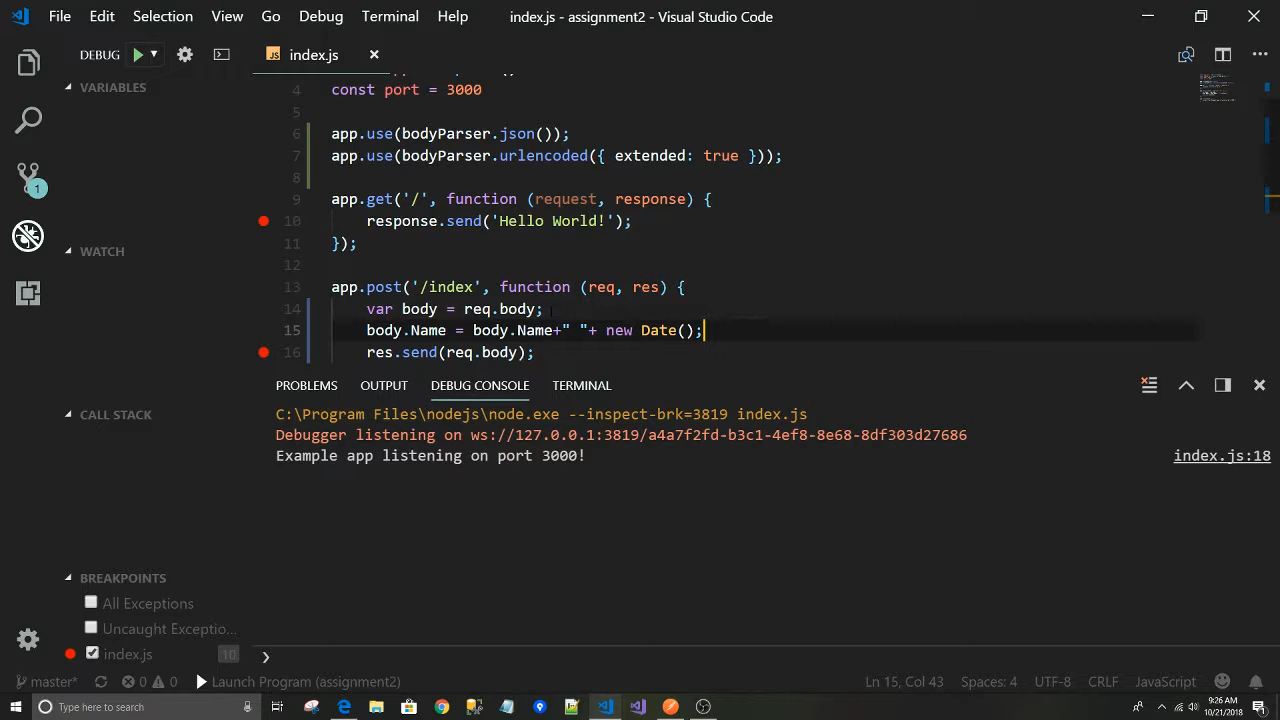 File Edit Selection View Go Debug Terminal Help index.js - assignment2 - Visual Studio Code
DEBUG JS index.js
VARIABLES
4 const port = 3000
5
6 app.use(bodyParser.json());
7 app.use(bodyParser.urlencoded({ extended: true }));
8
9 app.get('/', function (request, response) {
10 response.send('Hello World!');
11 });
12
13 app.post('/index', function (req, res) {
14 var body = req.body;
15 body.Name = body.Name+" "+ new Date();
16 res.send(req.body);
WATCH
1
CALL STACK
PROBLEMS OUTPUT DEBUG CONSOLE TERMINAL
C:\Program Files\nodejs\node.exe --inspect-brk=3819 index.js
Debugger listening on ws://127.0.0.1:3819/a4a7f2fd-b3c1-4ef8-8e68-8df303d27686
Example app listening on port 3000! index.js:18
BREAKPOINTS
All Exceptions
Uncaught Exceptio...
index.js 10
master* 0 0 Launch Program (assignment2) Ln 15, Col 43 Spaces: 4 UTF-8 CRLF JavaScript
Type here to search 9:26 AM
10/21/2018